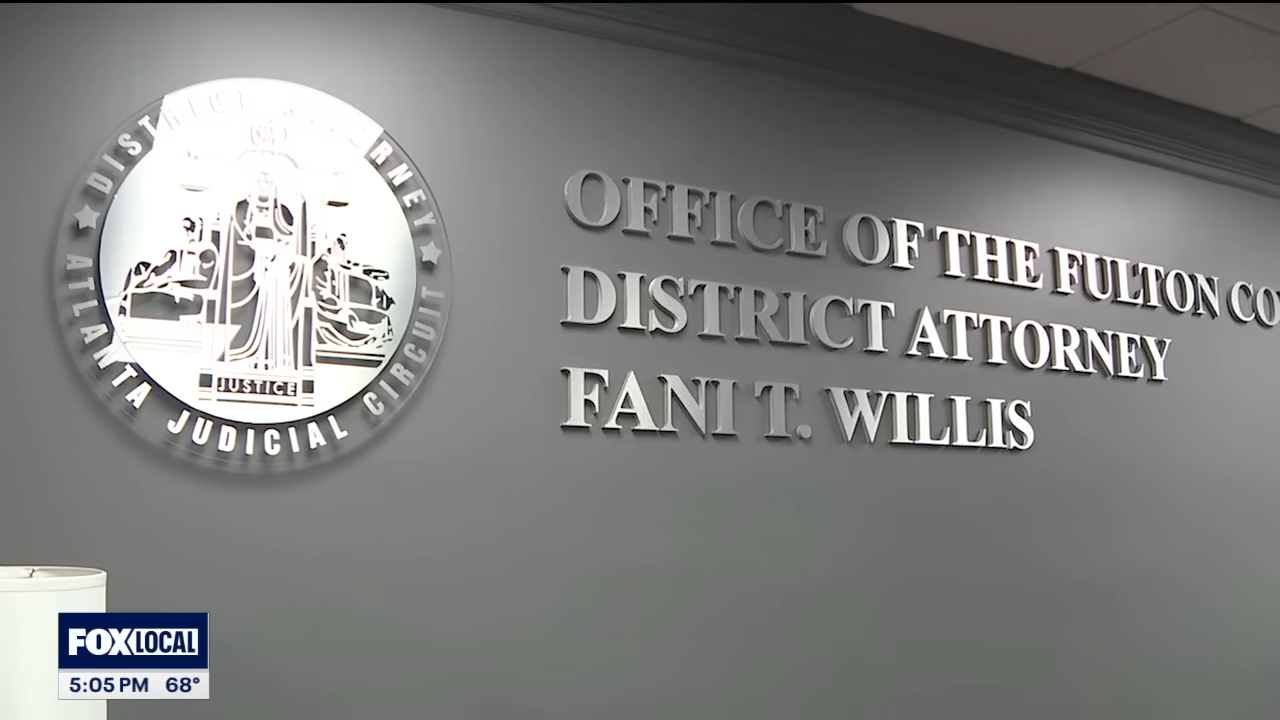 DISTRICT ATTORNEY
ATLANTA JUDICIAL CIRCUIT
JUSTICE
OFFICE OF THE FULTON CO
DISTRICT ATTORNEY
FANI T. WILLIS
FOX LOCAL
5:05 PM 68°